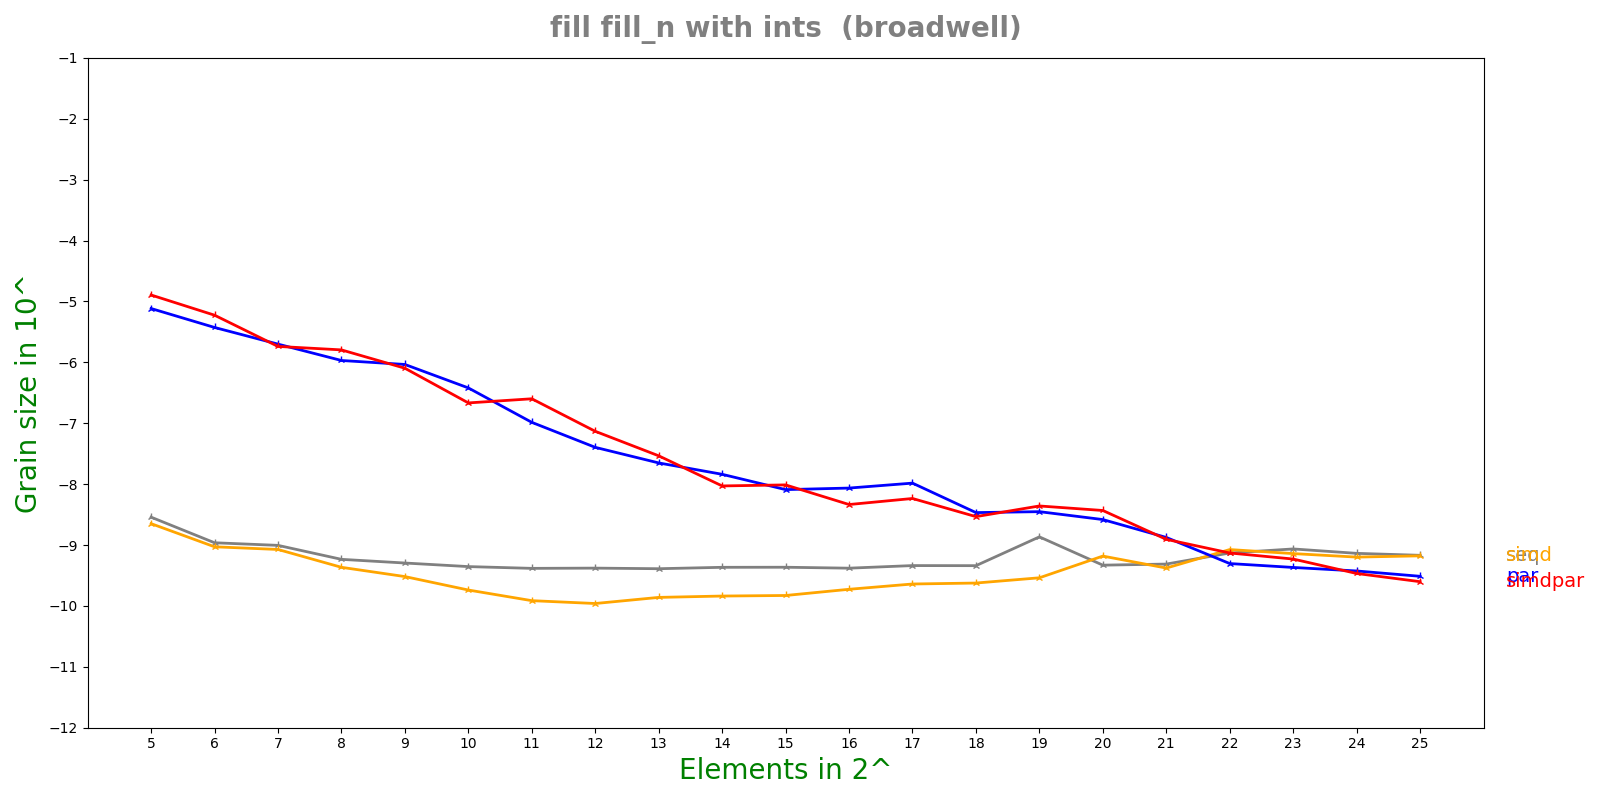 fill fill_n with ints  (broadwell)
Grain size in 10^
−1
−2
−3
−4
−5
−6
−7
−8
−9
−10
−11
−12
seq
simd
par
simdpar
5 6 7 8 9 10 11 12 13 14 15 16 17 18 19 20 21 22 23 24 25
Elements in 2^